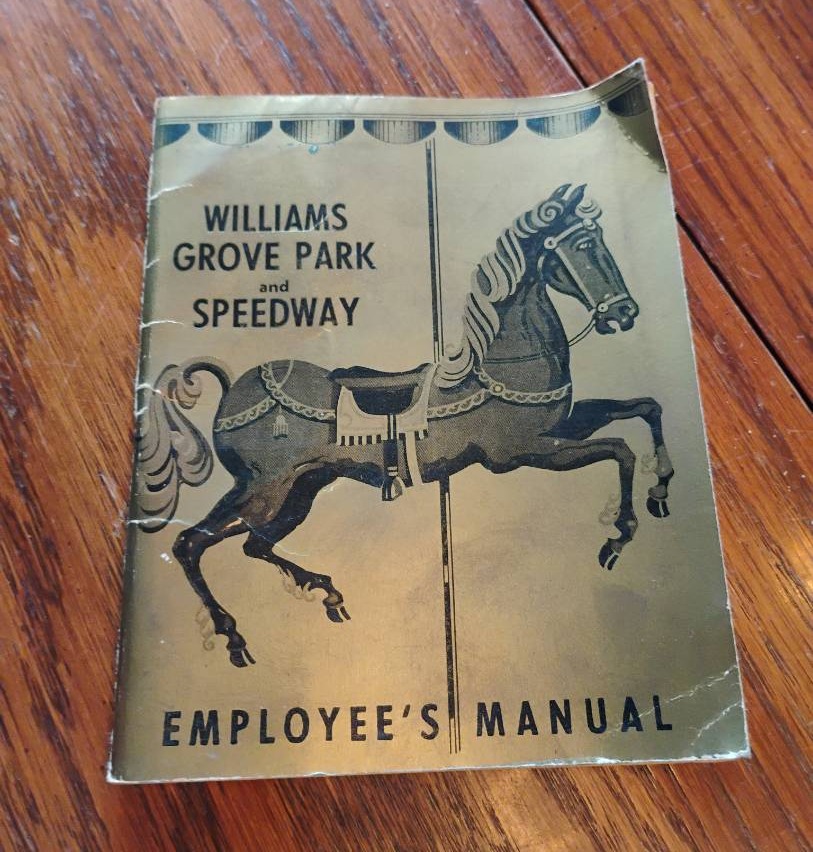 WILLIAMS
GROVE PARK
and
SPEEDWAY
EMPLOYEE'S MANUAL